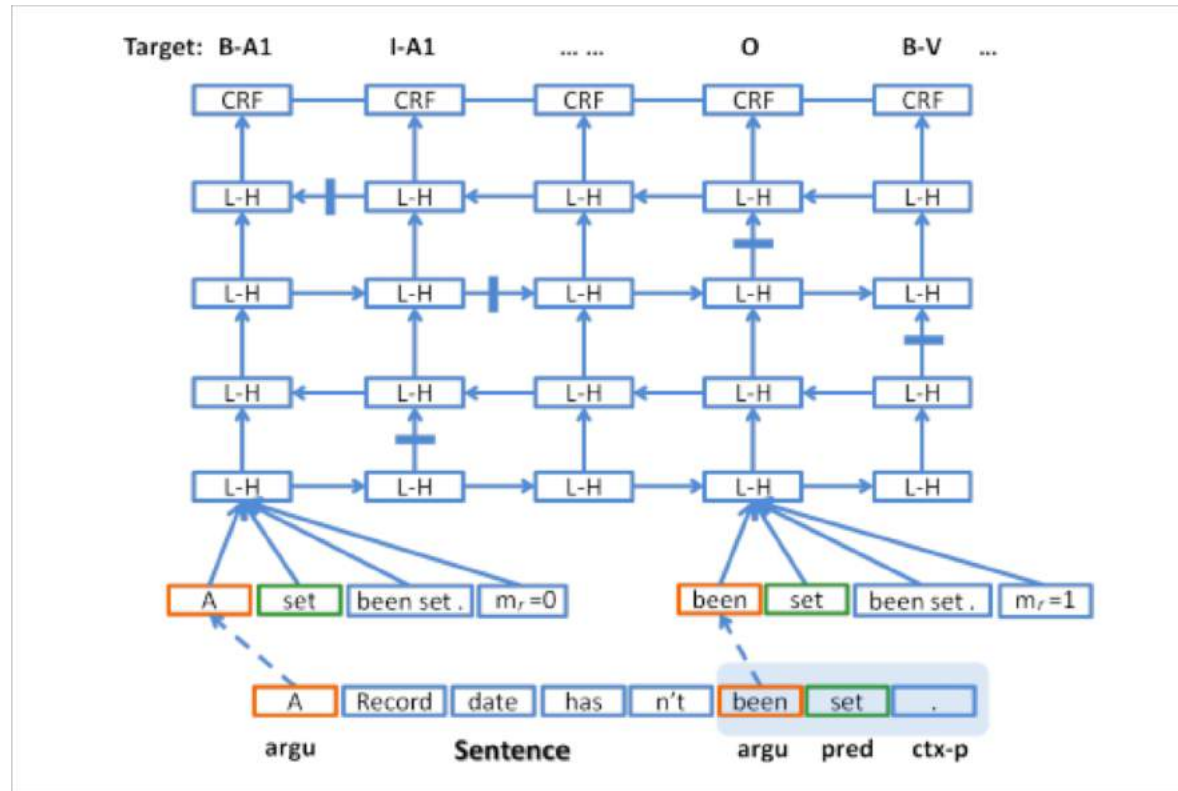 Target: B-A1 I-A1 ... ... O B-V ...
CRF CRF CRF CRF CRF
L-H L-H L-H L-H L-H
L-H L-H L-H L-H L-H
L-H L-H L-H L-H L-H
L-H L-H L-H L-H L-H
A set been set . mr=0 been set been set . mr=1
A Record date has n't been set .
argu Sentence argu pred ctx-p